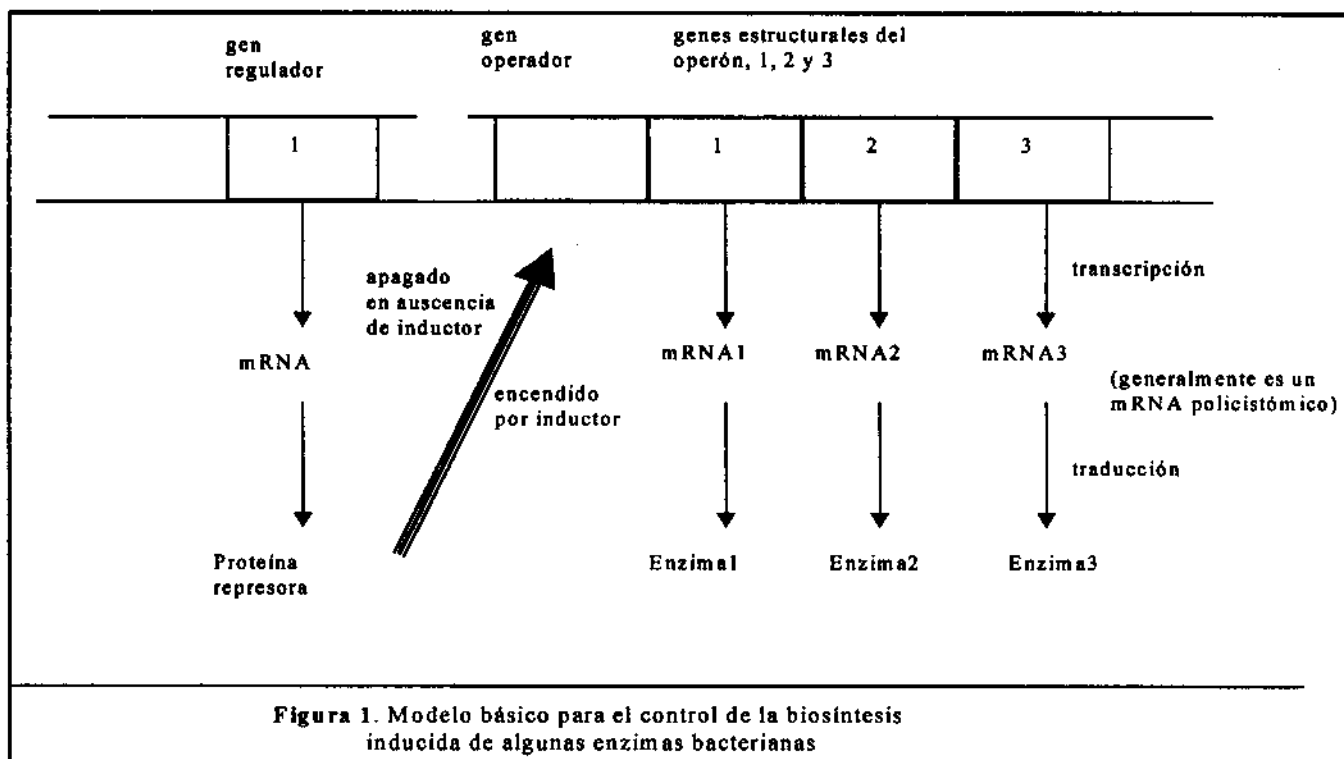 gen
regulador
gen
operador
genes estructurales del
operón, 1, 2 y 3
1
1
2
3
apagado
en auscencia
de inductor
encendido
por inductor
transcripción
mRNA
mRNA1
mRNA2
mRNA3
(generalmente es un
mRNA policistómico)
traducción
Proteína
represora
Enzima1
Enzima2
Enzima3
Figura 1. Modelo básico para el control de la biosíntesis
inducida de algunas enzimas bacterianas